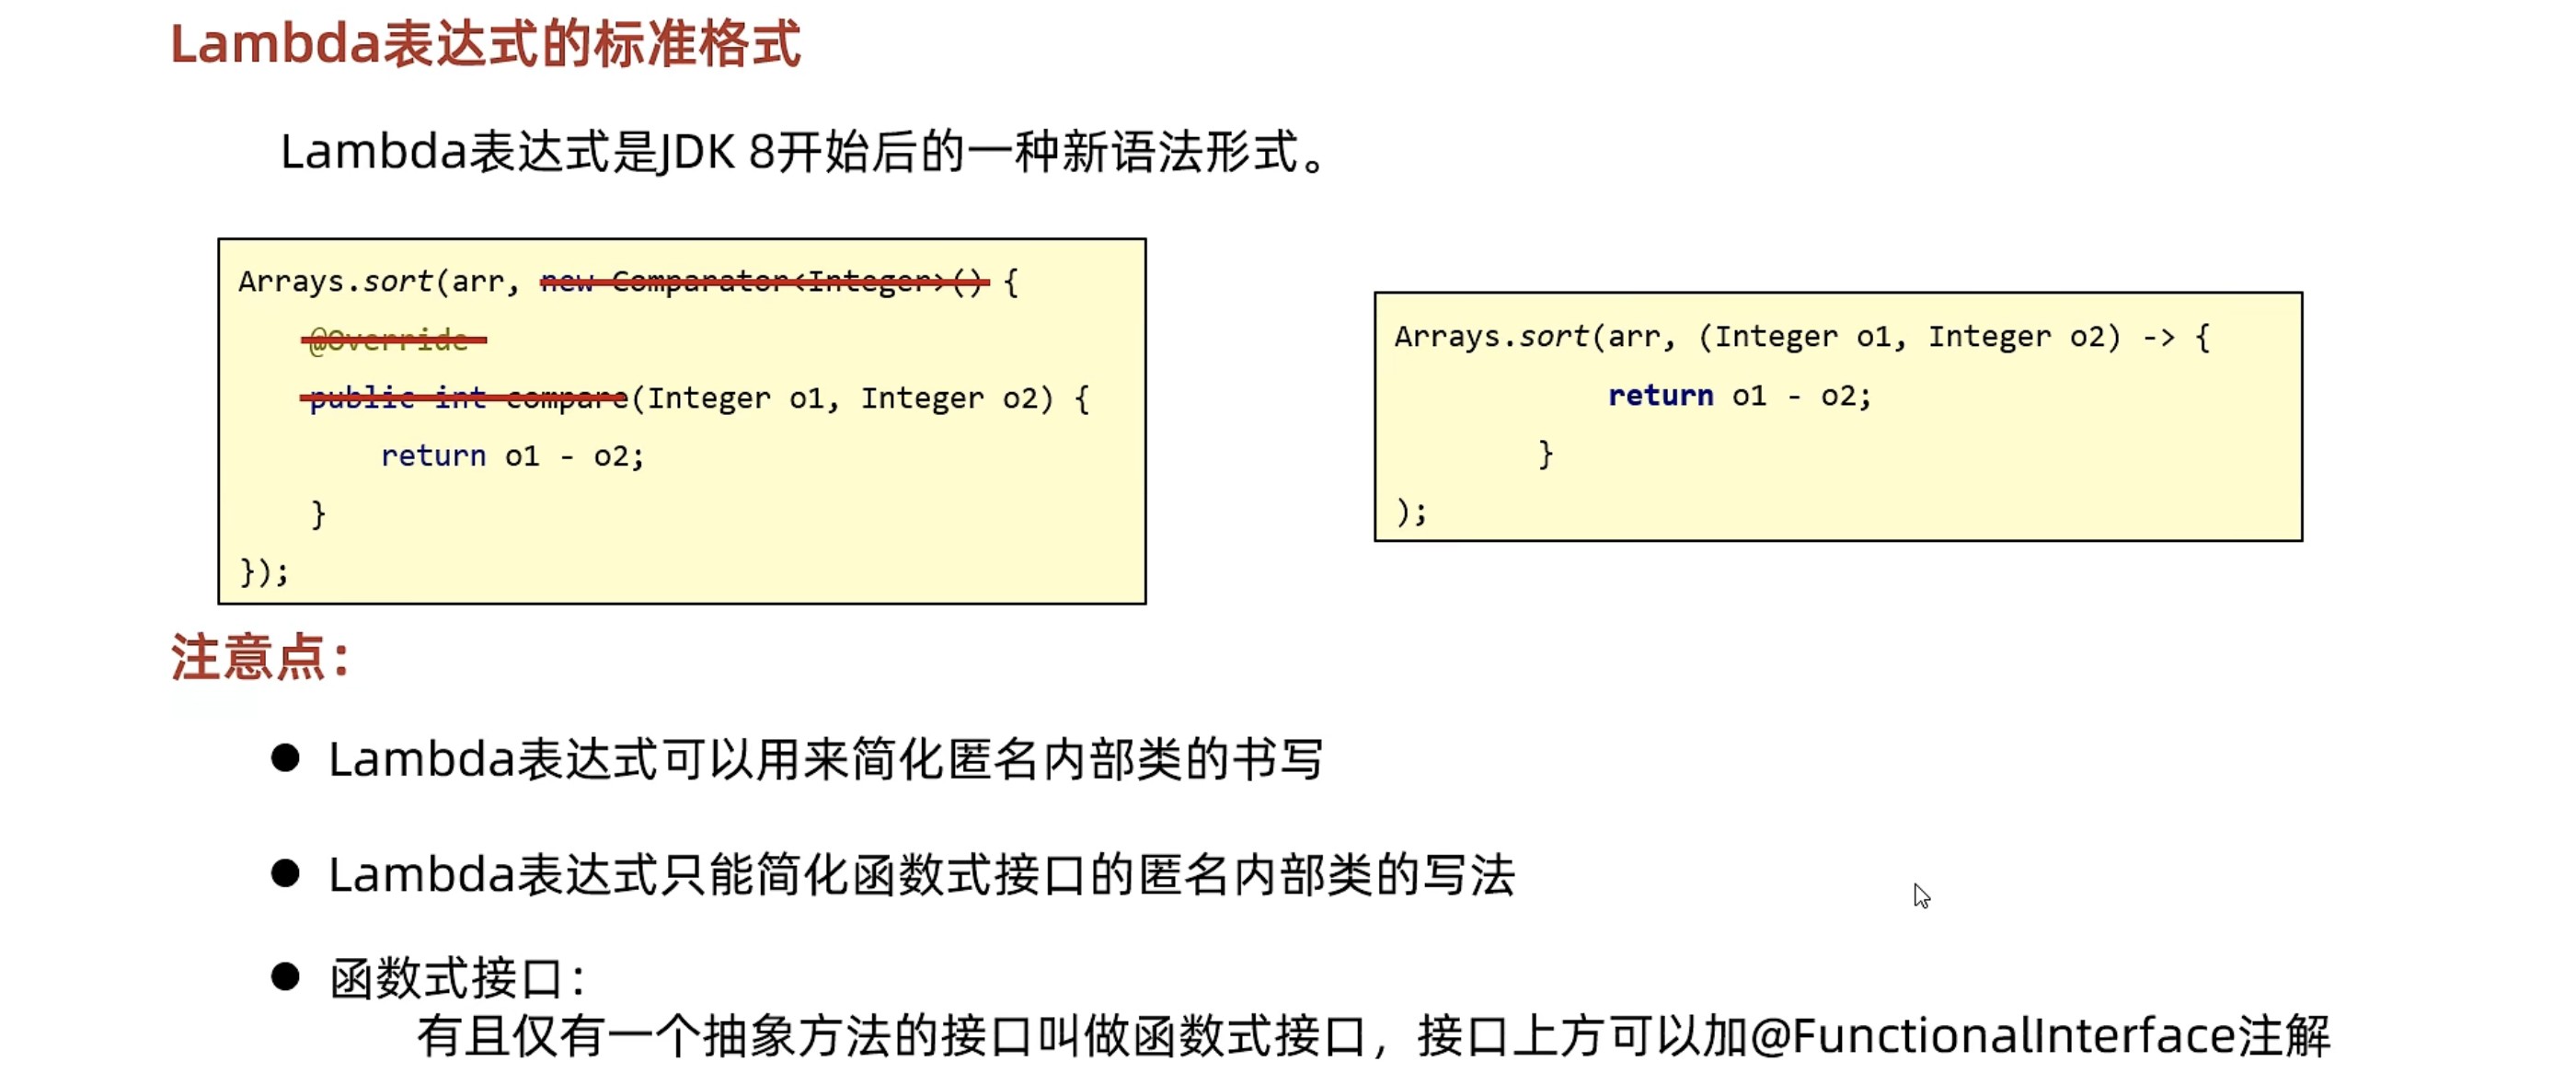 Lambda表达式的标准格式
Lambda表达式是JDK 8开始后的一种新语法形式。
Arrays.sort(arr, new Comparator<Integer>() {
@Override
public int compare(Integer o1, Integer o2) {
return o1 - o2;
}
});
Arrays.sort(arr, (Integer o1, Integer o2) -> {
return o1 - o2;
}
);
注意点：
● Lambda表达式可以用来简化匿名内部类的书写
● Lambda表达式只能简化函数式接口的匿名内部类的写法
● 函数式接口：
有且仅有一个抽象方法的接口叫做函数式接口，接口上方可以加@FunctionalInterface注解